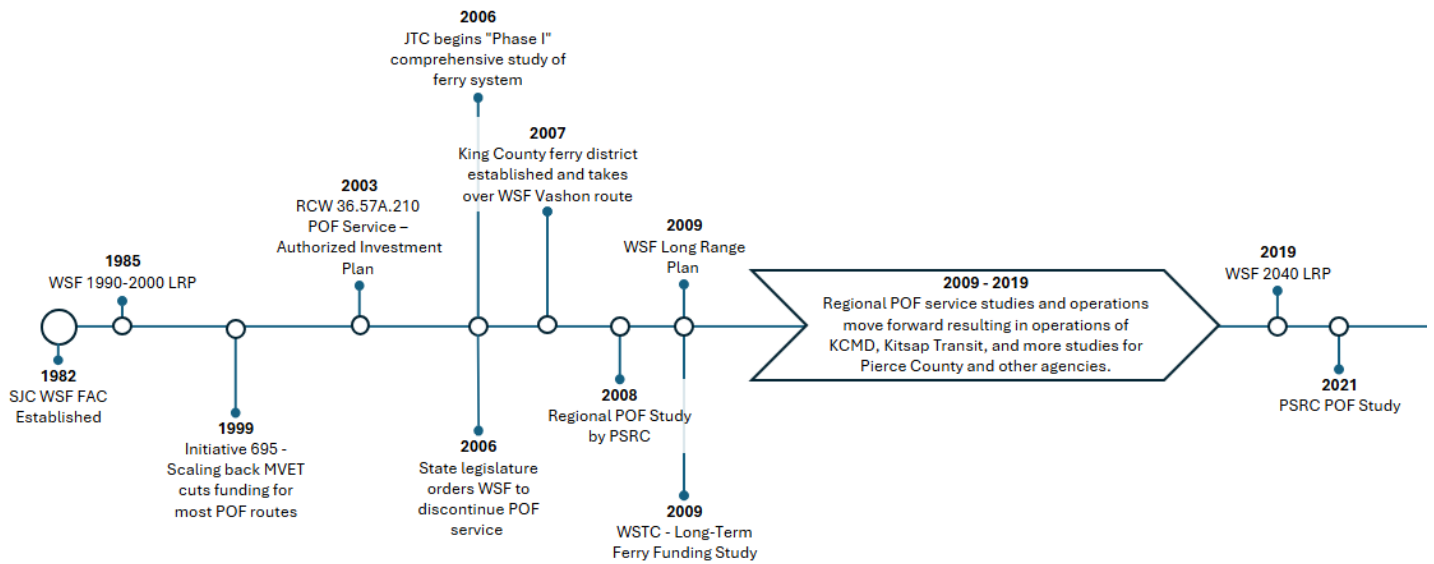 2006
JTC begins "Phase I"
comprehensive study of
ferry system
2007
King County ferry district
established and takes
over WSF Vashon route
2003
RCW 36.57A.210
POF Service –
Authorized Investment
Plan
2009
WSF Long Range
Plan
1985
WSF 1990-2000 LRP
2009 - 2019
Regional POF service studies and operations
move forward resulting in operations of
KCMD, Kitsap Transit, and more studies for
Pierce County and other agencies.
2019
WSF 2040 LRP
1982
SJC WSF FAC
Established
1999
Initiative 695 -
Scaling back MVET
cuts funding for
most POF routes
2006
State legislature
orders WSF to
discontinue POF
service
2008
Regional POF Study
by PSRC
2009
WSTC - Long-Term
Ferry Funding Study
2021
PSRC POF Study